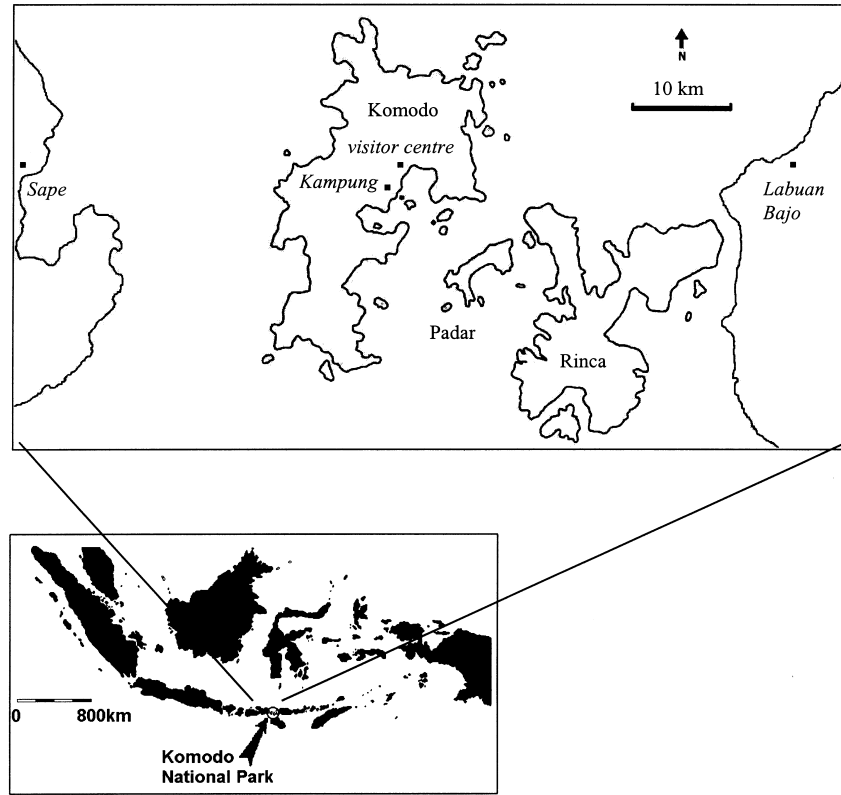 N
10 km
Komodo
visitor centre
Kampung
Sape
Labuan
Bajo
Padar
Rinca
0 800km
Komodo
National Park